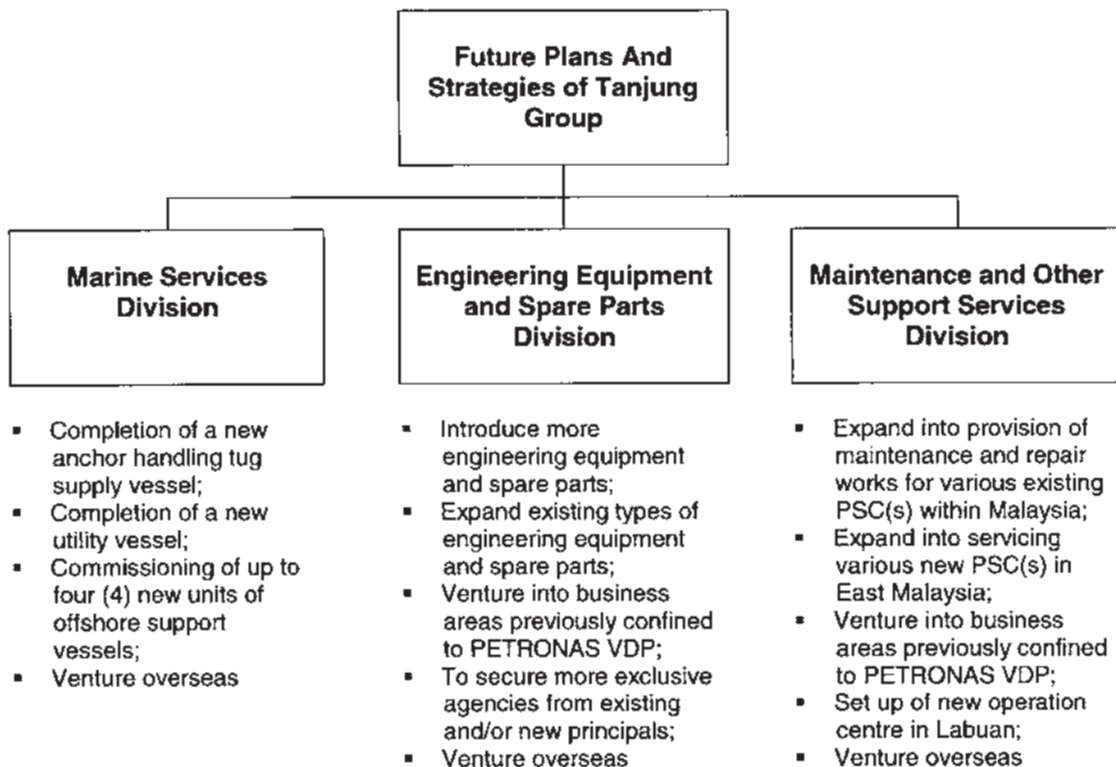 Future Plans And
Strategies of Tanjung
Group
Marine Services
Division
Engineering Equipment
and Spare Parts
Division
Maintenance and Other
Support Services
Division
▪ Completion of a new
anchor handling tug
supply vessel;
▪ Completion of a new
utility vessel;
▪ Commissioning of up to
four (4) new units of
offshore support
vessels;
▪ Venture overseas
▪ Introduce more
engineering equipment
and spare parts;
▪ Expand existing types of
engineering equipment
and spare parts;
▪ Venture into business
areas previously confined
to PETRONAS VDP;
▪ To secure more exclusive
agencies from existing
and/or new principals;
▪ Venture overseas
▪ Expand into provision of
maintenance and repair
works for various existing
PSC(s) within Malaysia;
▪ Expand into servicing
various new PSC(s) in
East Malaysia;
▪ Venture into business
areas previously confined
to PETRONAS VDP;
▪ Set up of new operation
centre in Labuan;
▪ Venture overseas